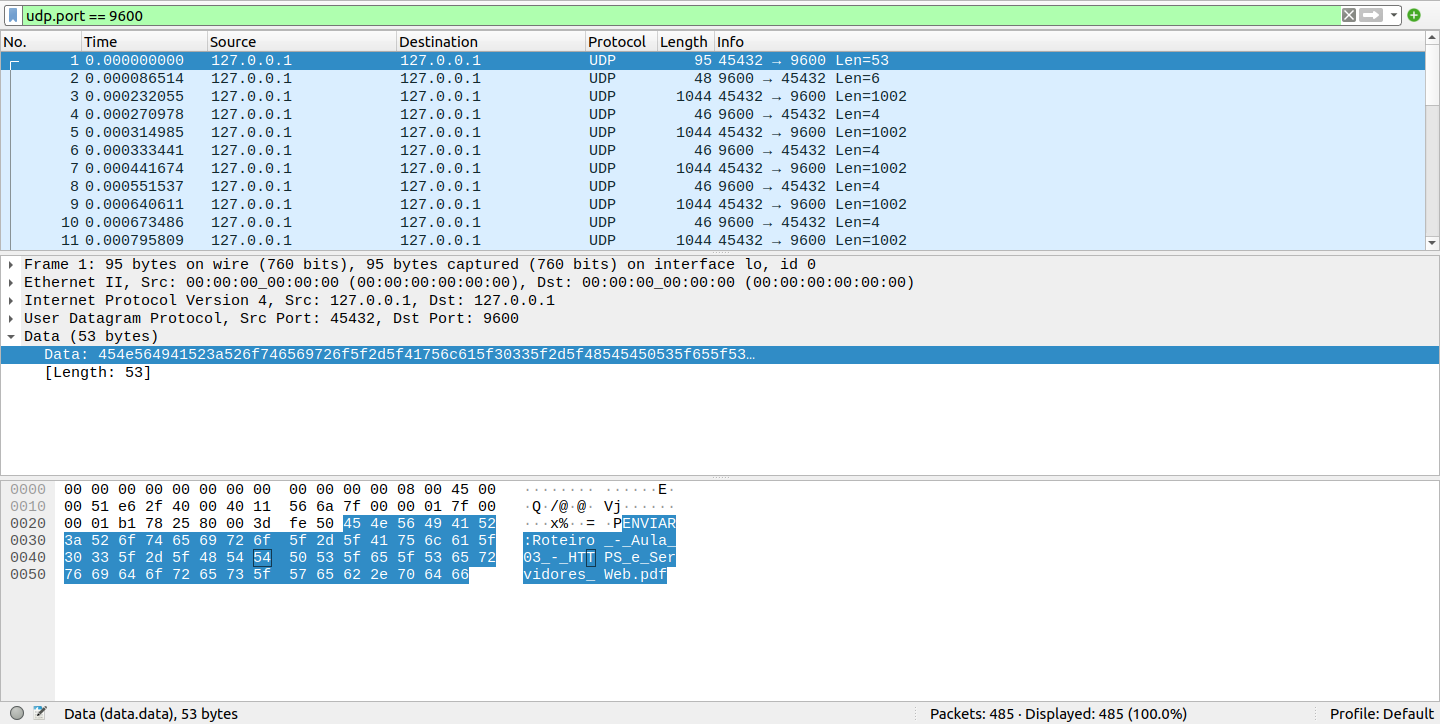 udp.port == 9600
No. Time Source Destination Protocol Length Info
1 0.000000000 127.0.0.1 127.0.0.1 UDP 95 45432 → 9600 Len=53
2 0.000086514 127.0.0.1 127.0.0.1 UDP 48 9600 → 45432 Len=6
3 0.000232055 127.0.0.1 127.0.0.1 UDP 1044 45432 → 9600 Len=1002
4 0.000270978 127.0.0.1 127.0.0.1 UDP 46 9600 → 45432 Len=4
5 0.000314985 127.0.0.1 127.0.0.1 UDP 1044 45432 → 9600 Len=1002
6 0.000333441 127.0.0.1 127.0.0.1 UDP 46 9600 → 45432 Len=4
7 0.000441674 127.0.0.1 127.0.0.1 UDP 1044 45432 → 9600 Len=1002
8 0.000551537 127.0.0.1 127.0.0.1 UDP 46 9600 → 45432 Len=4
9 0.000640611 127.0.0.1 127.0.0.1 UDP 1044 45432 → 9600 Len=1002
10 0.000673486 127.0.0.1 127.0.0.1 UDP 46 9600 → 45432 Len=4
11 0.000795809 127.0.0.1 127.0.0.1 UDP 1044 45432 → 9600 Len=1002
Frame 1: 95 bytes on wire (760 bits), 95 bytes captured (760 bits) on interface lo, id 0
Ethernet II, Src: 00:00:00_00:00:00 (00:00:00:00:00:00), Dst: 00:00:00_00:00:00 (00:00:00:00:00:00)
Internet Protocol Version 4, Src: 127.0.0.1, Dst: 127.0.0.1
User Datagram Protocol, Src Port: 45432, Dst Port: 9600
Data (53 bytes)
Data: 454e564941523a526f746569726f5f2d5f41756c615f30335f2d5f48545450535f655f53…
[Length: 53]
0000 00 00 00 00 00 00 00 00 00 00 00 00 08 00 45 00 ········ ······E·
0010 00 51 e6 2f 40 00 40 11 56 6a 7f 00 00 01 7f 00 ·Q·/@·@· Vj······
0020 00 01 b1 78 25 80 00 3d fe 50 45 4e 56 49 41 52 ···x%··= ·PENVIAR
0030 3a 52 6f 74 65 69 72 6f 5f 2d 5f 41 75 6c 61 5f :Roteiro _-_Aula_
0040 30 33 5f 2d 5f 48 54 54 50 53 5f 65 5f 53 65 72 03_-_HTT PS_e_Ser
0050 76 69 64 6f 72 65 73 5f 57 65 62 2e 70 64 66 vidores_ Web.pdf
Data (data.data), 53 bytes Packets: 485 · Displayed: 485 (100.0%) Profile: Default